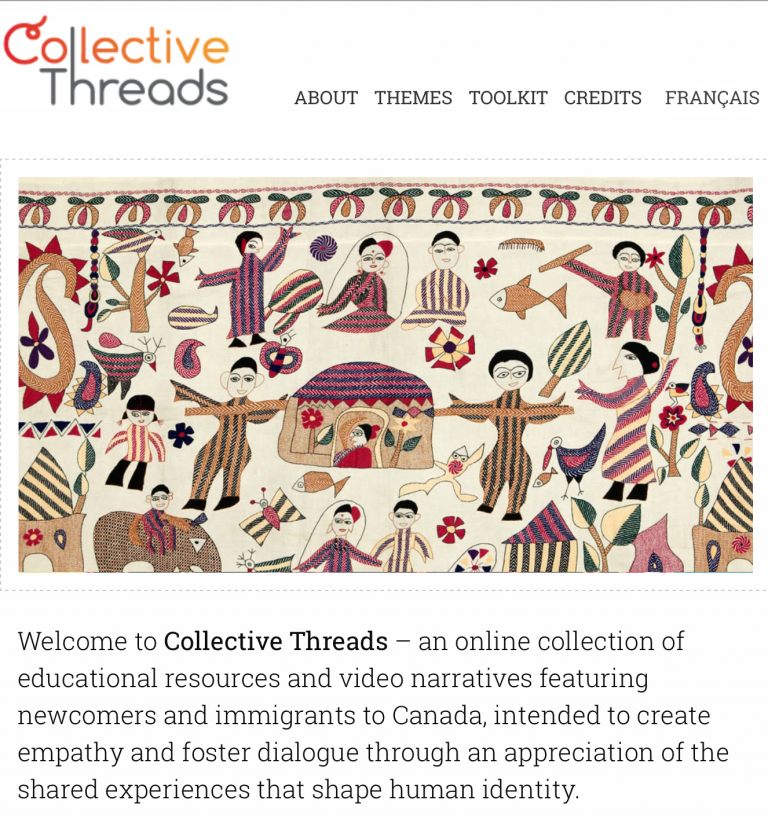 Collective
Threads
ABOUT THEMES TOOLKIT CREDITS FRANÇAIS
Welcome to Collective Threads – an online collection of
educational resources and video narratives featuring
newcomers and immigrants to Canada, intended to create
empathy and foster dialogue through an appreciation of the
shared experiences that shape human identity.